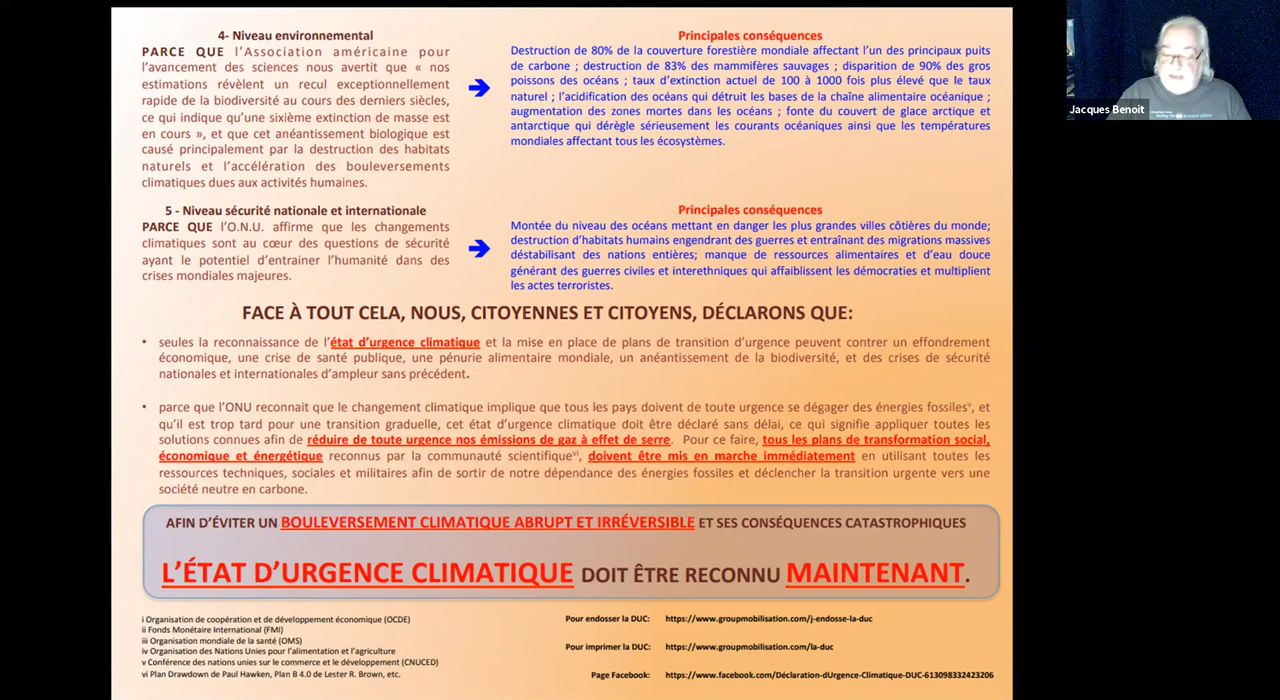 4- Niveau environnemental
PARCE QUE l'Association américaine pour
l'avancement des sciences nous avertit que « nos
estimations révèlent un recul exceptionnellement
rapide de la biodiversité au cours des derniers siècles,
ce qui indique qu'une sixième extinction de masse est
en cours », et que cet anéantissement biologique est
causé principalement par la destruction des habitats
naturels et l'accélération des bouleversements
climatiques dues aux activités humaines.
Principales conséquences
Destruction de 80% de la couverture forestière mondiale affectant l'un des principaux puits
de carbone ; destruction de 83% des mammifères sauvages ; disparition de 90% des gros
poissons des océans ; taux d'extinction actuel de 100 à 1000 fois plus élevé que le taux
naturel ; l'acidification des océans qui détruit les bases de la chaîne alimentaire océanique ;
augmentation des zones mortes dans les océans ; fonte du couvert de glace arctique et
antarctique qui dérègle sérieusement les courants océaniques ainsi que les températures
mondiales affectant tous les écosystèmes.
5 - Niveau sécurité nationale et internationale
PARCE QUE l'O.N.U. affirme que les changements
climatiques sont au cœur des questions de sécurité
ayant le potentiel d'entrainer l'humanité dans des
crises mondiales majeures.
Principales conséquences
Montée du niveau des océans mettant en danger les plus grandes villes côtières du monde;
destruction d'habitats humains engendrant des guerres et entraînant des migrations massives
déstabilisant des nations entières; manque de ressources alimentaires et d'eau douce
générant des guerres civiles et interethniques qui affaiblissent les démocraties et multiplient
les actes terroristes.
FACE À TOUT CELA, NOUS, CITOYENNES ET CITOYENS, DÉCLARONS QUE:
• seules la reconnaissance de l'état d'urgence climatique et la mise en place de plans de transition d'urgence peuvent contrer un effondrement
économique, une crise de santé publique, une pénurie alimentaire mondiale, un anéantissement de la biodiversité, et des crises de sécurité
nationales et internationales d'ampleur sans précédent.
• parce que l'ONU reconnait que le changement climatique implique que tous les pays doivent de toute urgence se dégager des énergies fossilesᵛ, et
qu'il est trop tard pour une transition graduelle, cet état d'urgence climatique doit être déclaré sans délai, ce qui signifie appliquer toutes les
solutions connues afin de réduire de toute urgence nos émissions de gaz à effet de serre. Pour ce faire, tous les plans de transformation social,
économique et énergétique reconnus par la communauté scientifiqueᵛⁱ, doivent être mis en marche immédiatement en utilisant toutes les
ressources techniques, sociales et militaires afin de sortir de notre dépendance des énergies fossiles et déclencher la transition urgente vers une
société neutre en carbone.
AFIN D'ÉVITER UN BOULEVERSEMENT CLIMATIQUE ABRUPT ET IRRÉVERSIBLE ET SES CONSÉQUENCES CATASTROPHIQUES
L'ÉTAT D'URGENCE CLIMATIQUE DOIT ÊTRE RECONNU MAINTENANT.
i Organisation de coopération et de développement économique (OCDE)
ii Fonds Monétaire International (FMI)
iii Organisation mondiale de la santé (OMS)
iv Organisation des Nations Unies pour l'alimentation et l'agriculture
v Conférence des nations unies sur le commerce et le développement (CNUCED)
vi Plan Drawdown de Paul Hawken, Plan B 4.0 de Lester R. Brown, etc.
Pour endosser la DUC: https://www.groupmobilisation.com/j-endosse-la-duc
Pour imprimer la DUC: https://www.groupmobilisation.com/la-duc
Page Facebook: https://www.facebook.com/Déclaration-dUrgence-Climatique-DUC-613098332423206
Jacques Benoit